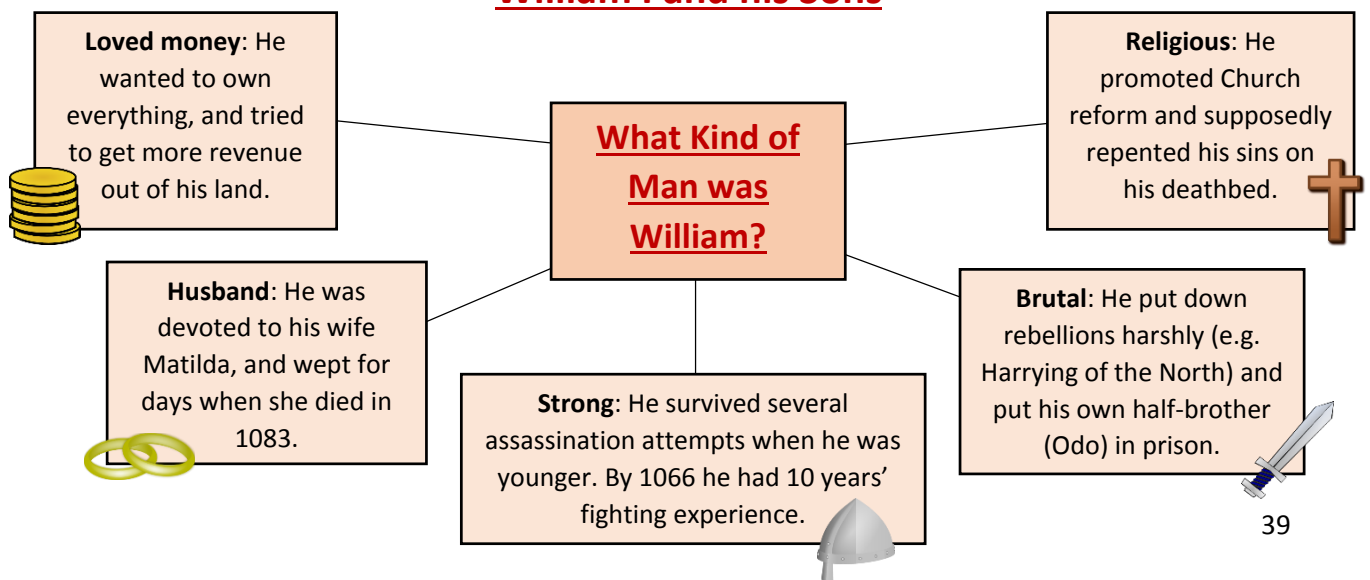 William I and his Sons
Loved money: He
wanted to own
everything, and tried
to get more revenue
out of his land.
What Kind of
Man was
William?
Religious: He
promoted Church
reform and supposedly
repented his sins on
his deathbed.
Husband: He was
devoted to his wife
Matilda, and wept for
days when she died in
1083.
Strong: He survived several
assassination attempts when he was
younger. By 1066 he had 10 years’
fighting experience.
Brutal: He put down
rebellions harshly (e.g.
Harrying of the North) and
put his own half-brother
(Odo) in prison.
39